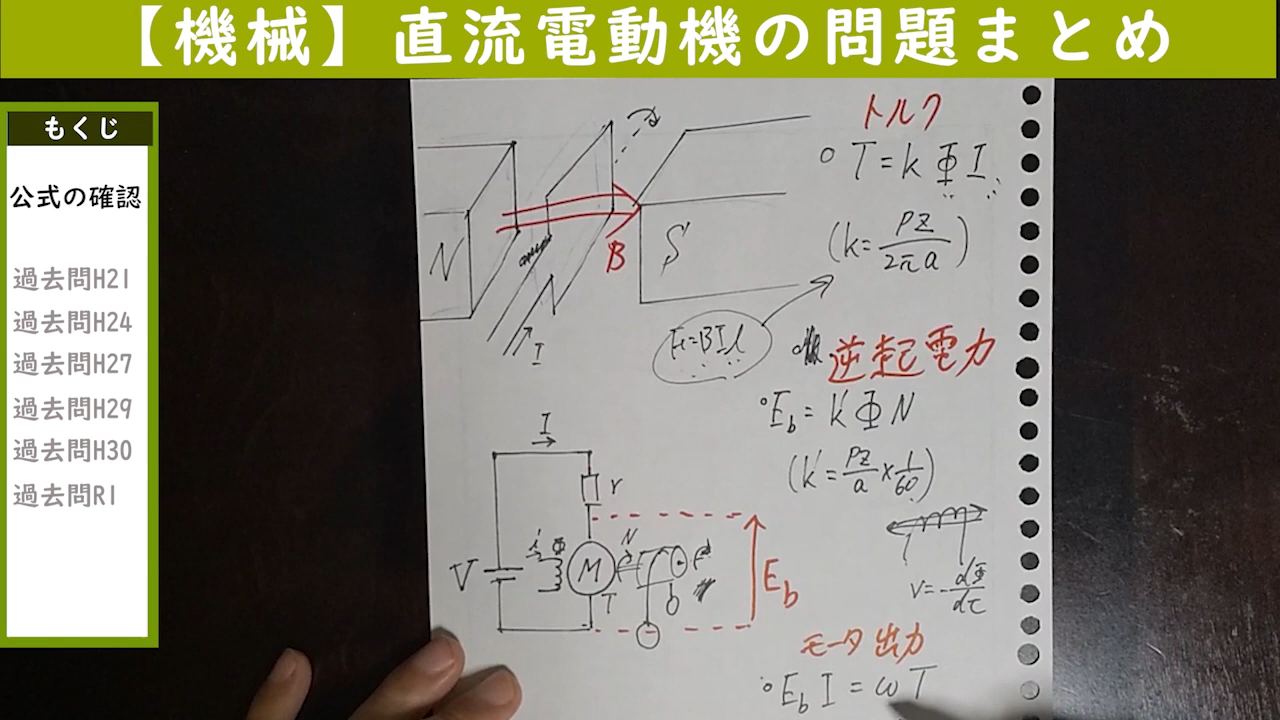 【機械】直流電動機の問題まとめ
もくじ
公式の確認
過去問H21
過去問H24
過去問H27
過去問H29
過去問H30
過去問R1
N
B
S
I
トルク
T=kΦI
(k=PZ/2πa)
F=BIl
逆起電力
Eb=k'ΦN
(k'=PZ/a×1/60)
I
r
V
i
Φ
M
N
T
Eb
v=-dΦ/dt
モータ出力
EbI=ωT